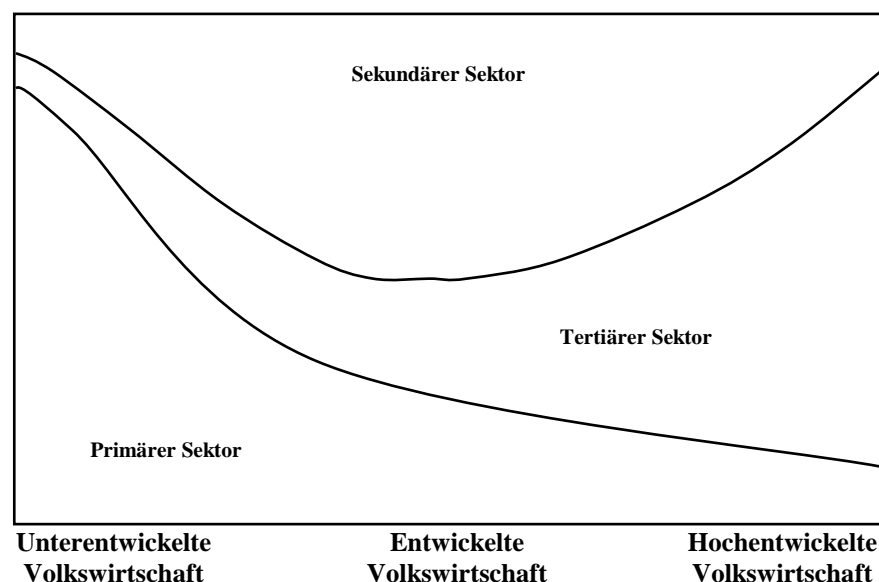 Sekundärer Sektor
Tertiärer Sektor
Primärer Sektor
Unterentwickelte
Volkswirtschaft
Entwickelte
Volkswirtschaft
Hochentwickelte
Volkswirtschaft